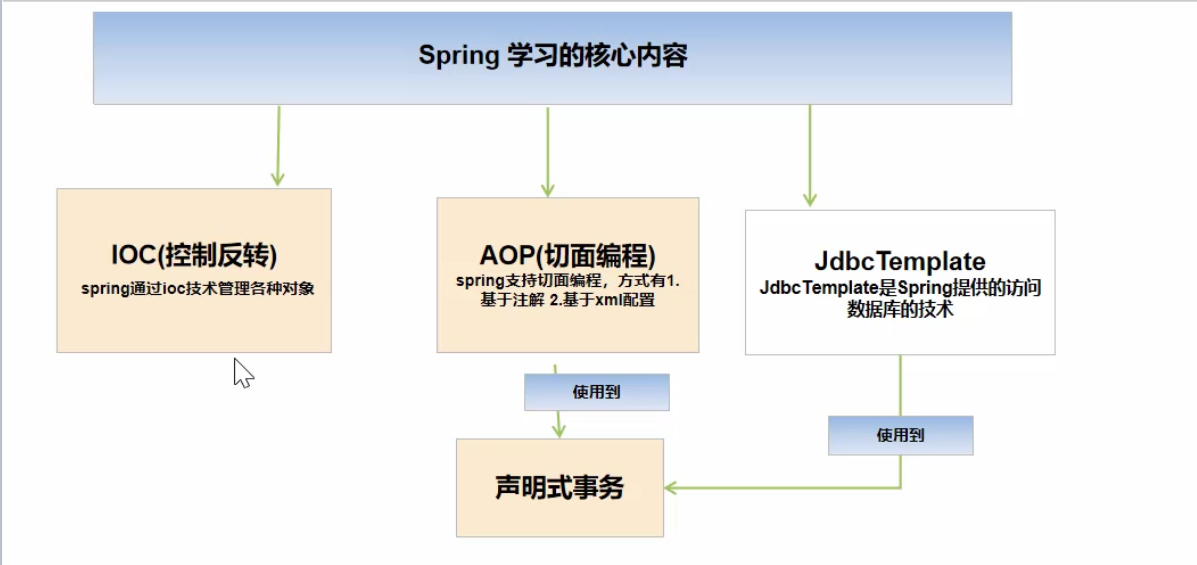 Spring 学习的核心内容
IOC(控制反转)
spring通过ioc技术管理各种对象
AOP(切面编程)
spring支持切面编程，方式有1.
基于注解 2.基于xml配置
JdbcTemplate
JdbcTemplate是Spring提供的访问
数据库的技术
使用到
使用到
声明式事务